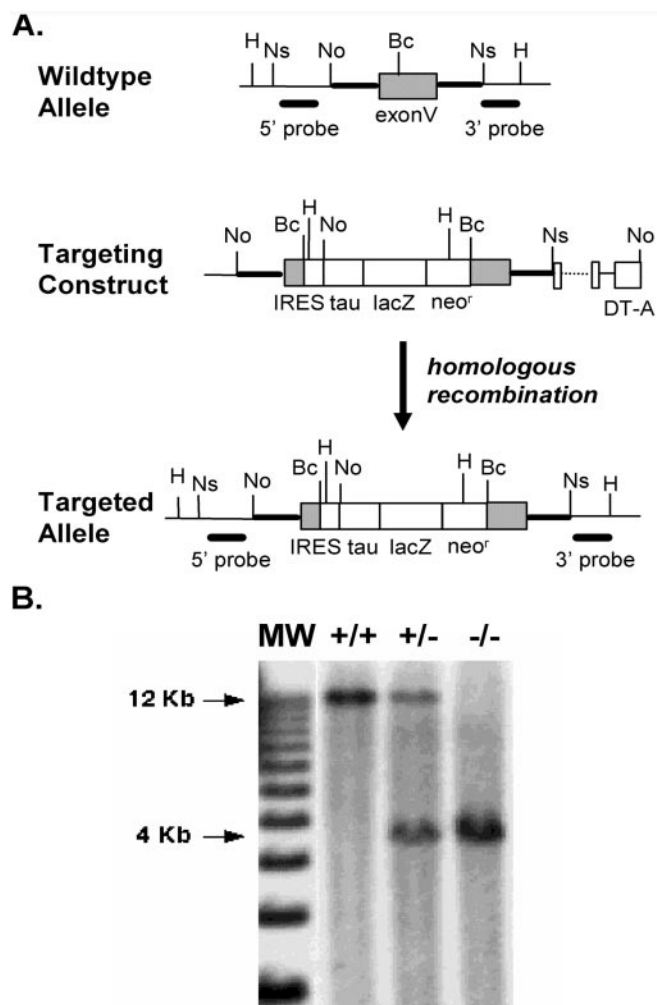 A.
Wildtype Allele
H Ns No Bc Ns H
exonV
5' probe 3' probe
Targeting Construct
No Bc H No H Bc Ns No
IRES tau lacZ neoʳ
DT-A
homologous recombination
Targeted Allele
H Ns No Bc H No H Bc Ns H
IRES tau lacZ neoʳ
5' probe 3' probe
B.
MW +/+ +/- -/-
12 Kb
4 Kb